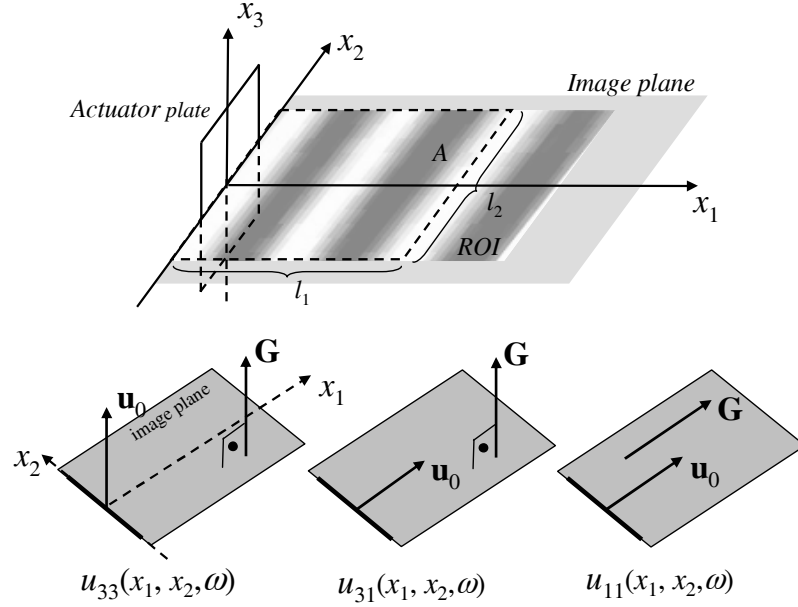 x₃
x₂
Image plane
Actuator plate
A
x₁
l₂
ROI
l₁
G
G
u₀
image plane
x₁
G
x₂
u₀
u₀
u₃₃(x₁, x₂,ω)
u₃₁(x₁, x₂,ω)
u₁₁(x₁, x₂,ω)